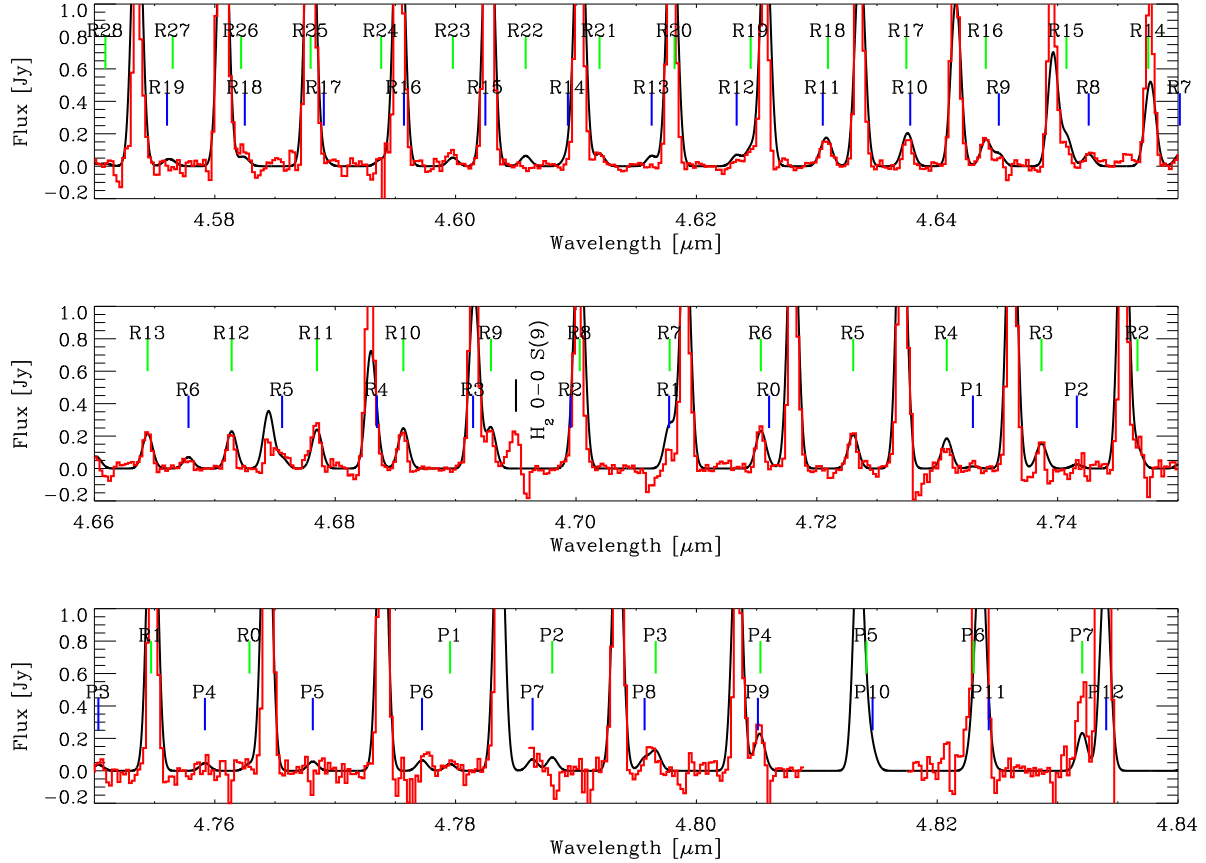 1.0
0.8
0.6
0.4
0.2
0.0
−0.2
Flux [Jy]
R28 R27 R26 R25 R24 R23 R22 R21 R20 R19 R18 R17 R16 R15 R14
R19 R18 R17 R16 R15 R14 R13 R12 R11 R10 R9 R8 R7
4.58 4.60 4.62 4.64
Wavelength [μm]
1.0
0.8
0.6
0.4
0.2
0.0
−0.2
Flux [Jy]
R13 R12 R11 R10 R9 R8 R7 R6 R5 R4 R3 R2
R6 R5 R4 R3 R2 R1 R0 P1 P2
H₂ 0−0 S(9)
4.66 4.68 4.70 4.72 4.74
Wavelength [μm]
1.0
0.8
0.6
0.4
0.2
0.0
−0.2
Flux [Jy]
R1 R0 P1 P2 P3 P4 P5 P6 P7
P3 P4 P5 P6 P7 P8 P9 P10 P11 P12
4.76 4.78 4.80 4.82 4.84
Wavelength [μm]